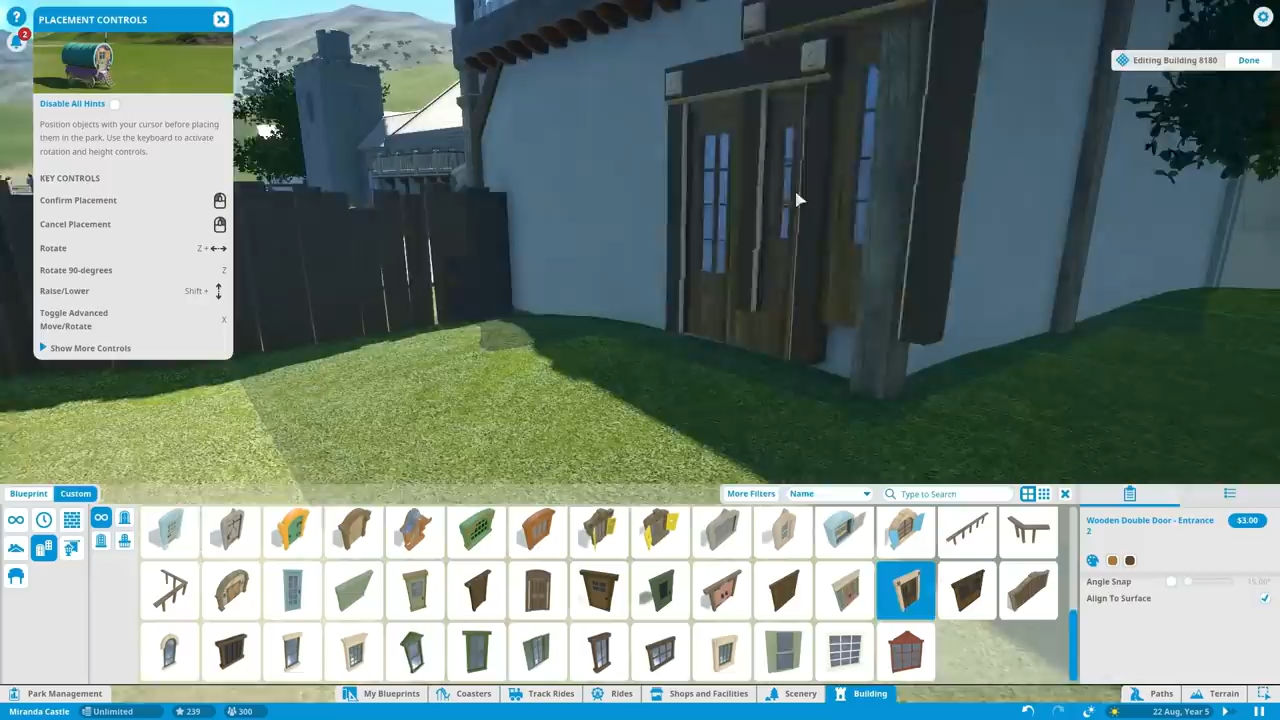 ?
2
PLACEMENT CONTROLS
Disable All Hints
Position objects with your cursor before placing
them in the park. Use the keyboard to activate
rotation and height controls.
KEY CONTROLS
Confirm Placement
Cancel Placement
Rotate Z +
Rotate 90-degrees Z
Raise/Lower Shift +
Toggle Advanced
Move/Rotate X
Show More Controls
Editing Building 8180 Done
Blueprint Custom
More Filters Name Type to Search
Wooden Double Door - Entrance
2
$3.00
Angle Snap 15.00°
Align To Surface
Park Management My Blueprints Coasters Track Rides Rides Shops and Facilities Scenery Building Paths Terrain
Miranda Castle Unlimited 239 300 22 Aug, Year 5